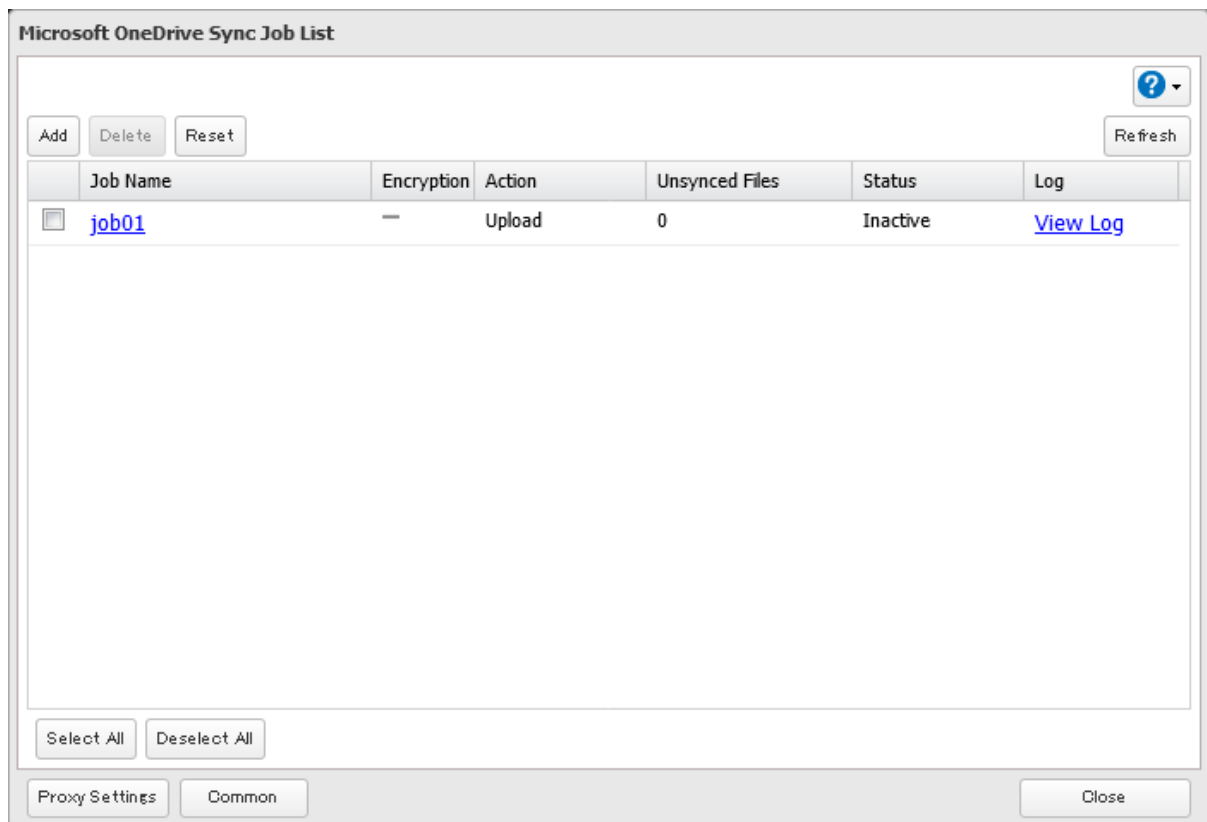 Microsoft OneDrive Sync Job List
?
Add Delete Reset Refresh
Job Name Encryption Action Unsynced Files Status Log
job01 — Upload 0 Inactive View Log
Select All Deselect All
Proxy Settings Common Close